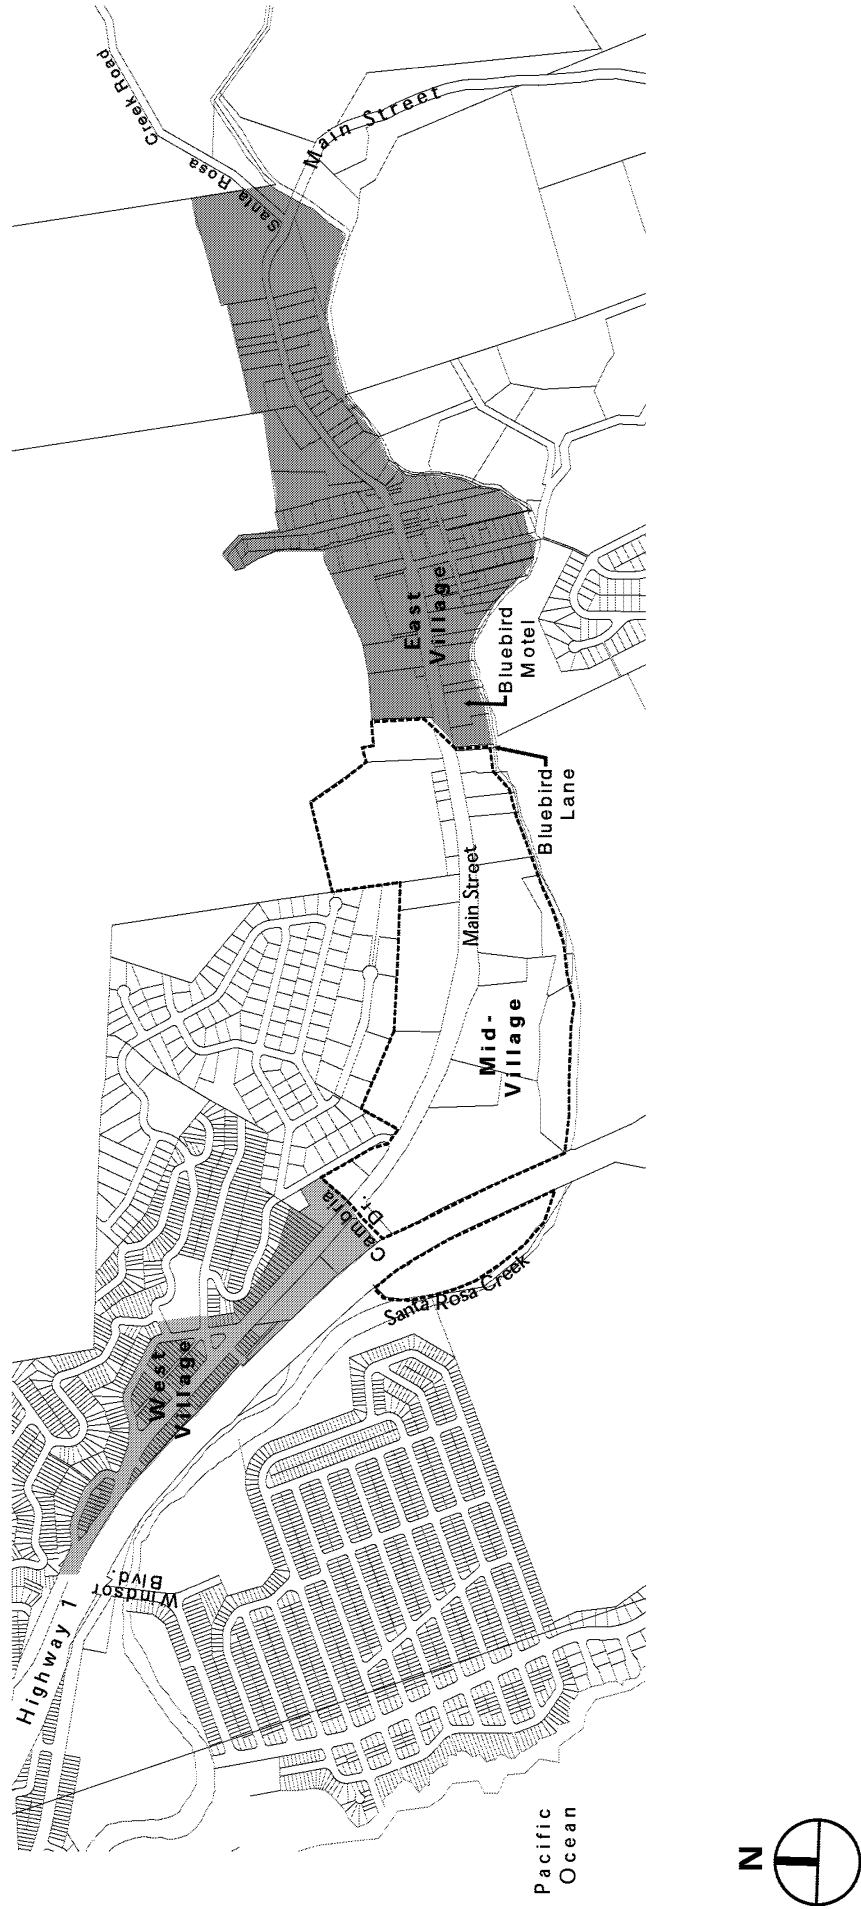 Santa Rosa Creek Road
Main Street
East
Village
Bluebird
Motel
Bluebird
Lane
Main Street
Mid-
Village
Cambria
Dr.
Santa Rosa Creek
West
Village
Windsor
Blvd.
Highway 1
Pacific
Ocean
N